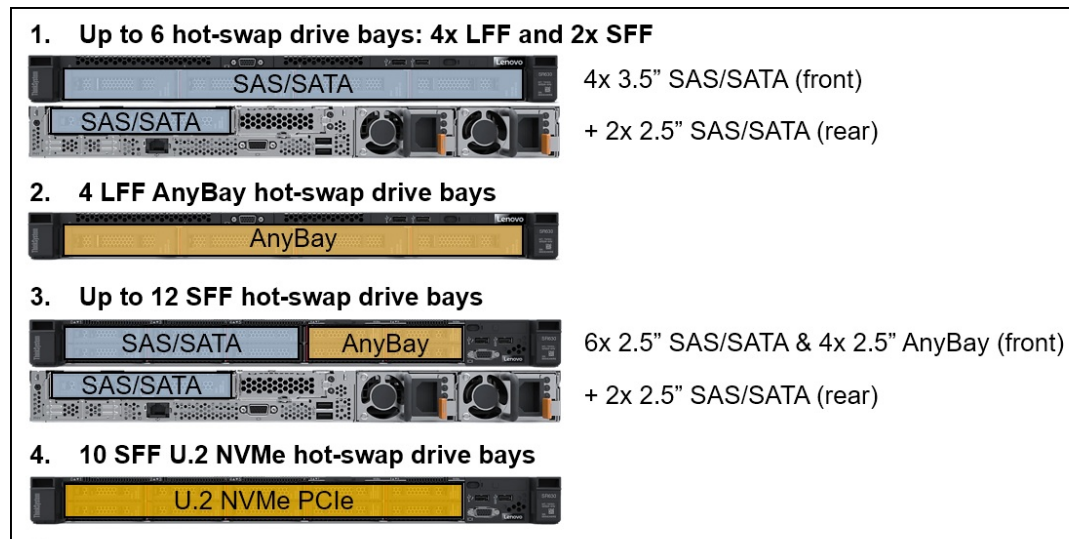 1. Up to 6 hot-swap drive bays: 4x LFF and 2x SFF
Lenovo
SAS/SATA
4x 3.5” SAS/SATA (front)
SAS/SATA
+ 2x 2.5” SAS/SATA (rear)
2. 4 LFF AnyBay hot-swap drive bays
Lenovo
AnyBay
3. Up to 12 SFF hot-swap drive bays
SAS/SATA
AnyBay
6x 2.5” SAS/SATA & 4x 2.5” AnyBay (front)
Lenovo
SAS/SATA
+ 2x 2.5” SAS/SATA (rear)
4. 10 SFF U.2 NVMe hot-swap drive bays
U.2 NVMe PCIe
Lenovo